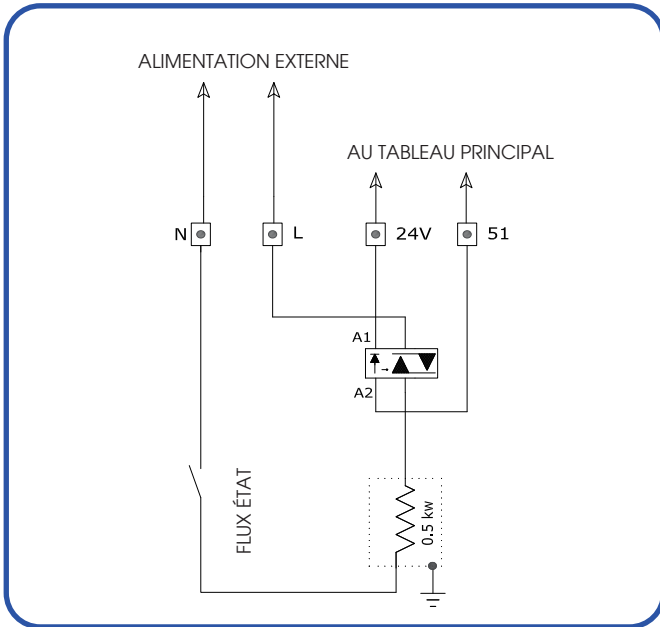 ALIMENTATION EXTERNE
AU TABLEAU PRINCIPAL
N
L
24V
51
A1
A2
FLUX ÉTAT
0.5 kw